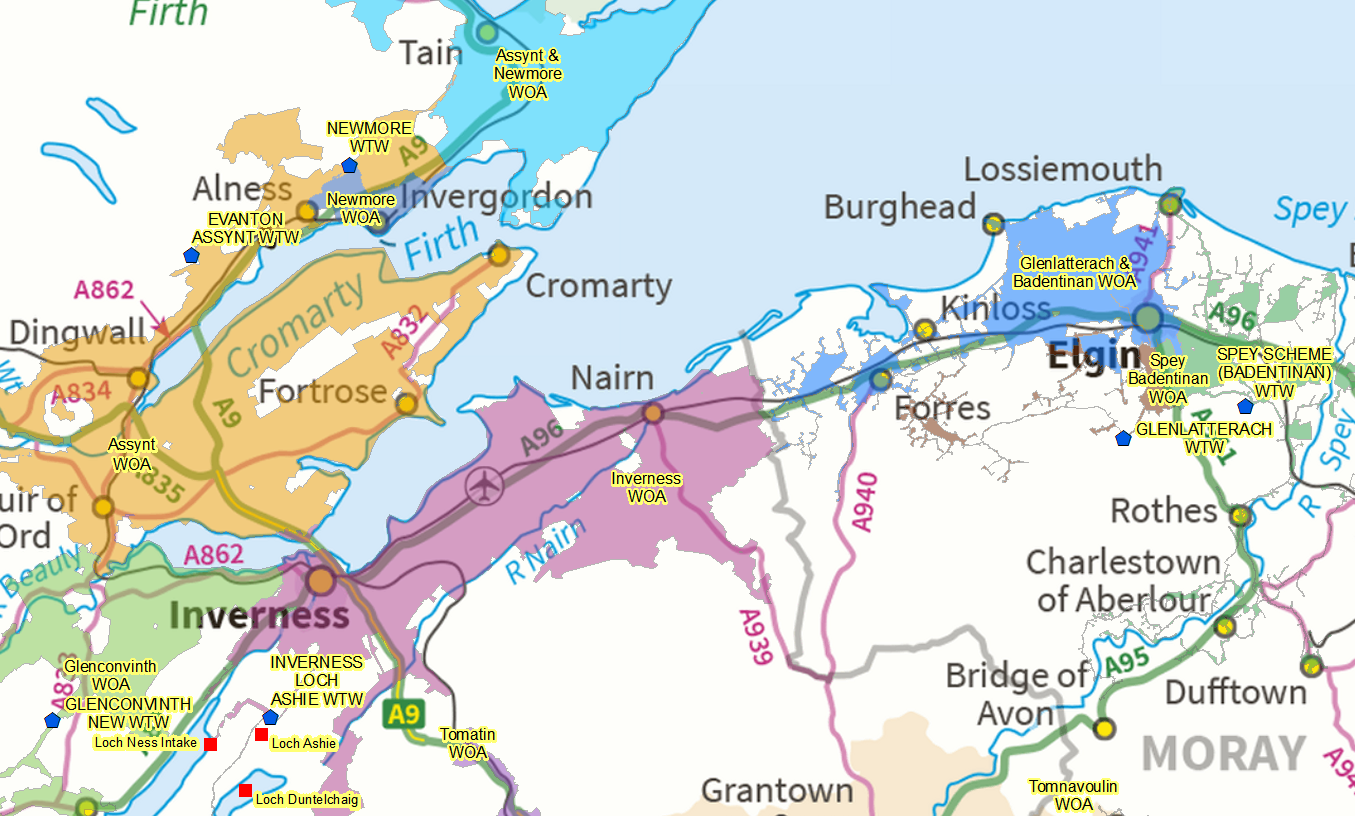 Firth
Tain
Assynt &
Newmore
WOA
NEWMORE
WTW
A9
Alness
Newmore
WOA
Invergordon
EVANTON
ASSYNT WTW
Firth
Cromarty
A862
Dingwall
Cromarty
A832
A834
Fortrose
A9
Assynt
WOA
A835
uir of
Ord
Beauly
A862
Inverness
Glenconvinth
WOA
GLENCONVINTH
NEW WTW
INVERNESS
LOCH
ASHIE WTW
Loch Ness Intake
Loch Ashie
Loch Duntelchaig
A9
Tomatin
WOA
Nairn
A96
Inverness
WOA
R Nairn
A939
A940
Lossiemouth
Burghead
Spey
Glenlatterach &
Badentinan WOA
A941
Kinloss
A96
Elgin
Spey
Badentinan
WOA
SPEY SCHEME
(BADENTINAN)
WTW
Forres
GLENLATTERACH
WTW
Spey
R
Rothes
Charlestown
of Aberlour
A95
Bridge of
Avon
Dufftown
MORAY
Grantown
Tomnavoulin
WOA